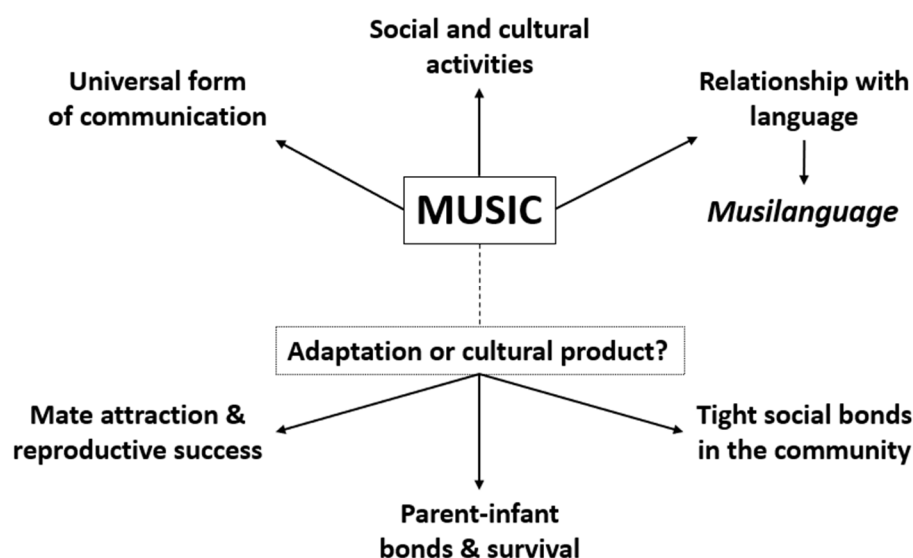 Social and cultural
activities
Universal form
of communication
Relationship with
language
MUSIC
Musilanguage
Adaptation or cultural product?
Mate attraction &
reproductive success
Tight social bonds
in the community
Parent-infant
bonds & survival